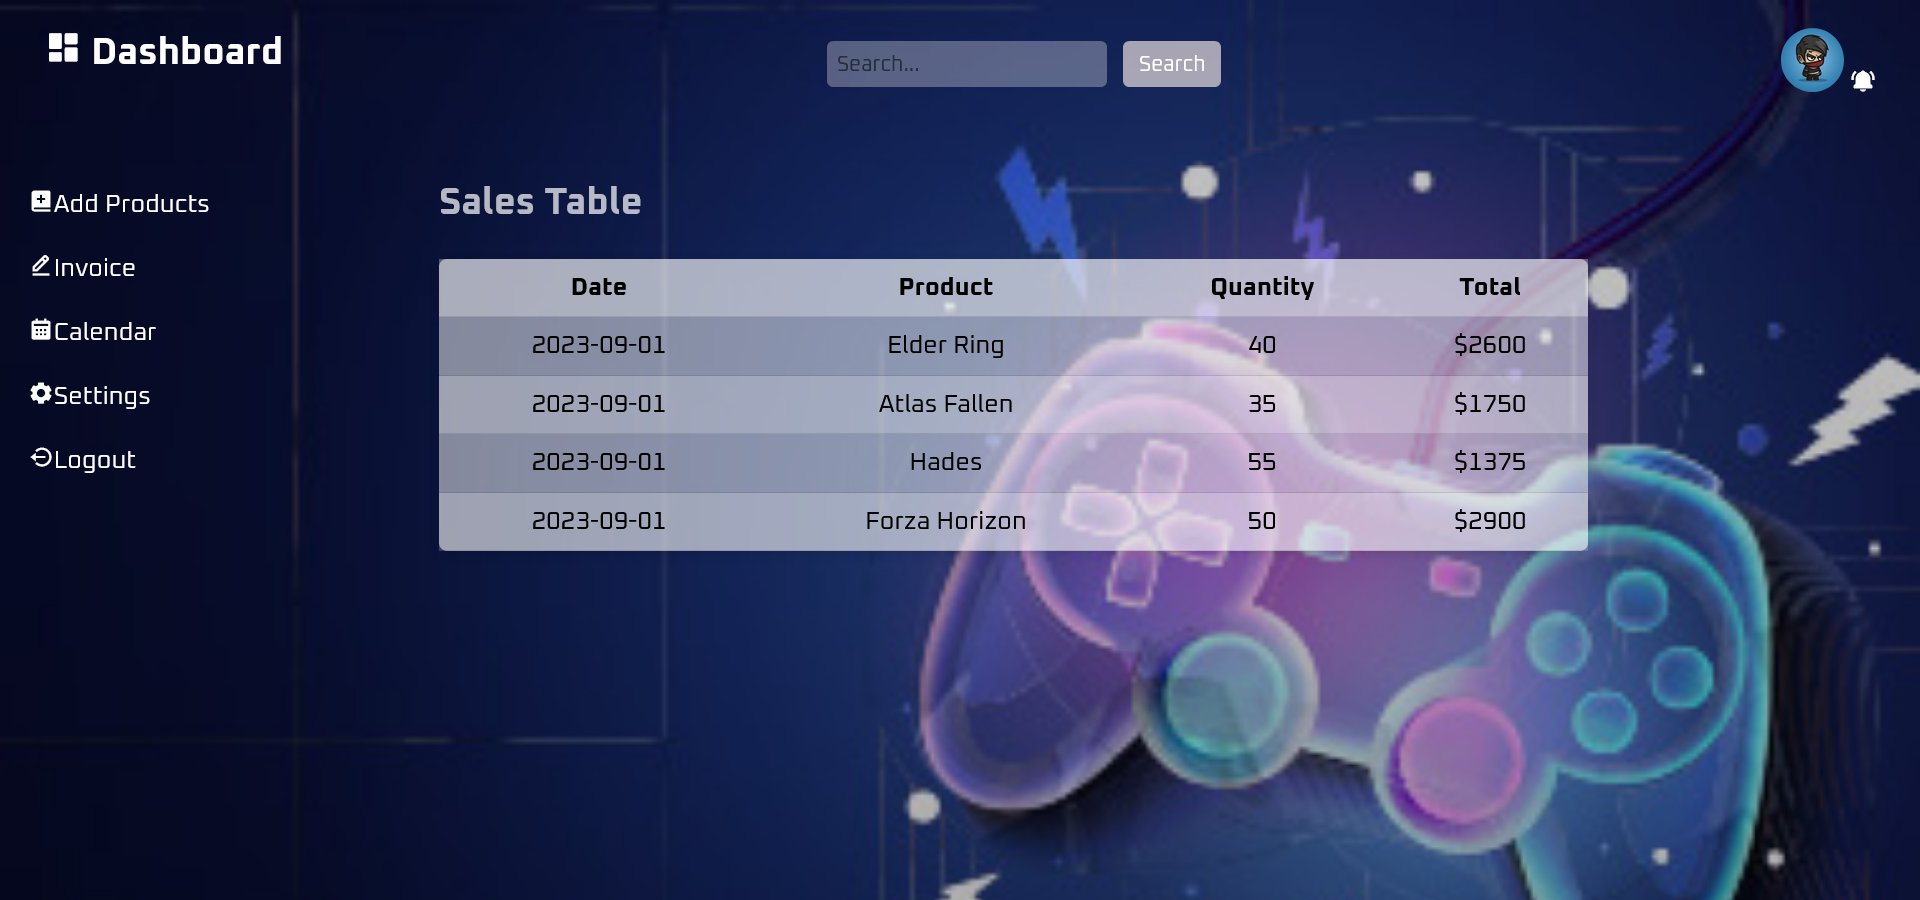 Dashboard
Search...
Search
Add Products
Invoice
Calendar
Settings
Logout
Sales Table
Date Product Quantity Total
2023-09-01 Elder Ring 40 $2600
2023-09-01 Atlas Fallen 35 $1750
2023-09-01 Hades 55 $1375
2023-09-01 Forza Horizon 50 $2900